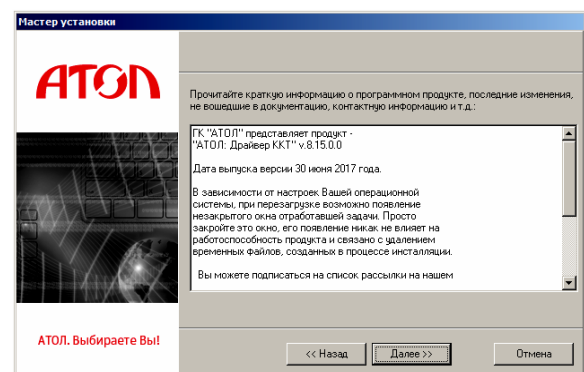 Мастер установки
АТОЛ
Прочитайте краткую информацию о программном продукте, последние изменения,
не вошедшие в документацию, контактную информацию и т.д.:
ГК "АТОЛ" представляет продукт -
"АТОЛ: Драйвер ККТ" v.8.15.0.0
Дата выпуска версии 30 июня 2017 года.
В зависимости от настроек Вашей операционной
системы, при перезагрузке возможно появление
незакрытого окна отработавшей задачи. Просто
закройте это окно, его появление никак не влияет на
работоспособность продукта и связано с удалением
временных файлов, созданных в процессе инсталляции.
Вы можете подписаться на список рассылки на нашем
АТОЛ. Выбираете Вы!
<< Назад
Далее >>
Отмена